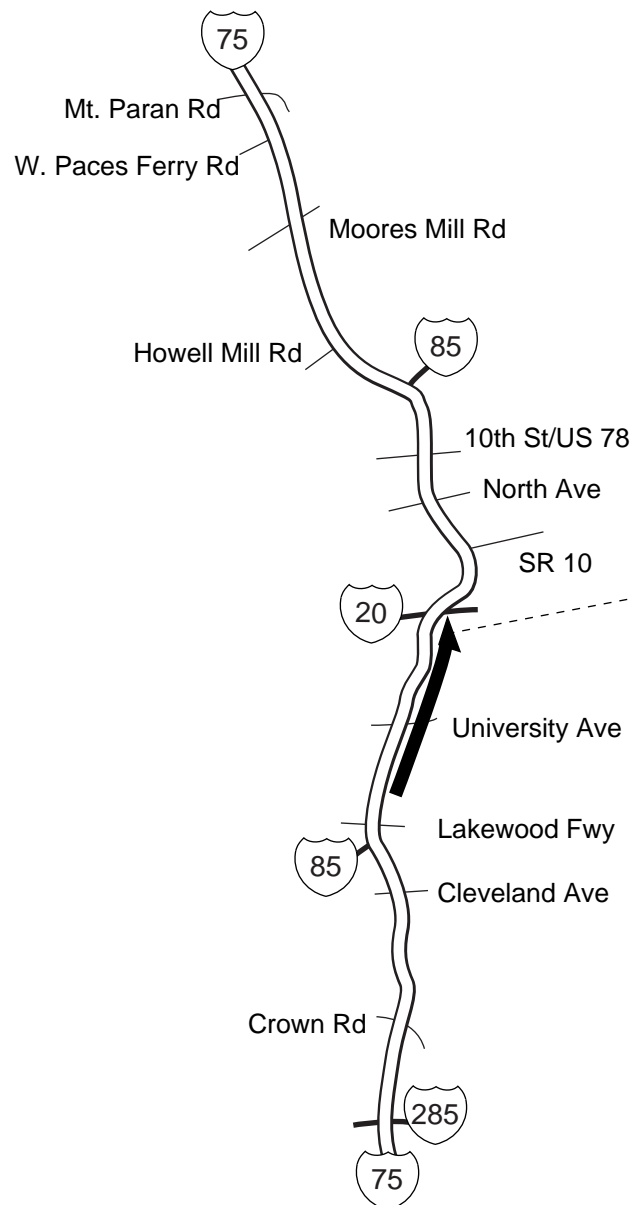 75
Mt. Paran Rd
W. Paces Ferry Rd
Moores Mill Rd
85
Howell Mill Rd
10th St/US 78
North Ave
SR 10
20
University Ave
Lakewood Fwy
85
Cleveland Ave
Crown Rd
285
75